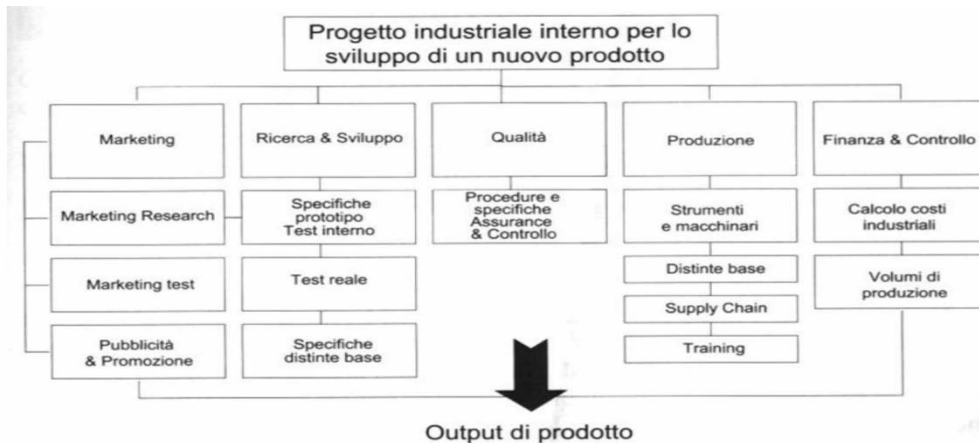 Progetto industriale interno per lo
sviluppo di un nuovo prodotto
Marketing
Ricerca & Sviluppo
Qualità
Produzione
Finanza & Controllo
Marketing Research
Specifiche
prototipo
Test interno
Procedure e
specifiche
Assurance
& Controllo
Strumenti
e macchinari
Calcolo costi
industriali
Marketing test
Test reale
Distinte base
Volumi di
produzione
Supply Chain
Pubblicità
& Promozione
Specifiche
distinte base
Training
Output di prodotto